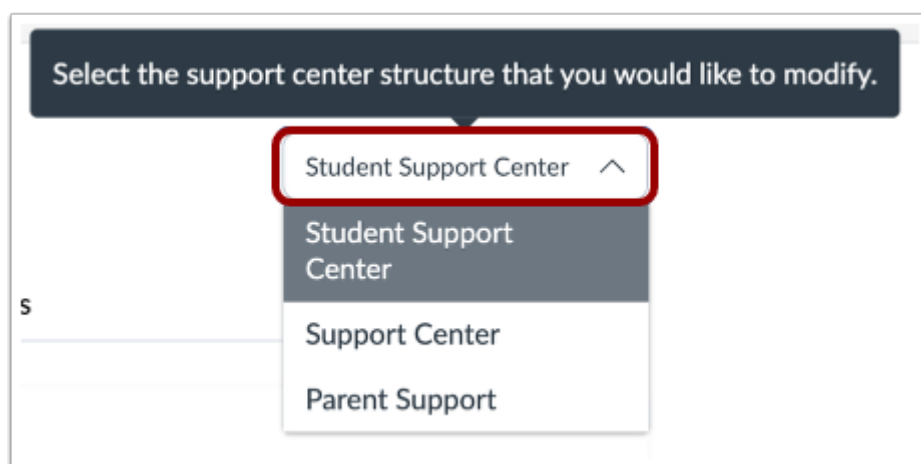 Select the support center structure that you would like to modify.
Student Support Center
Student Support
Center
s
Support Center
Parent Support